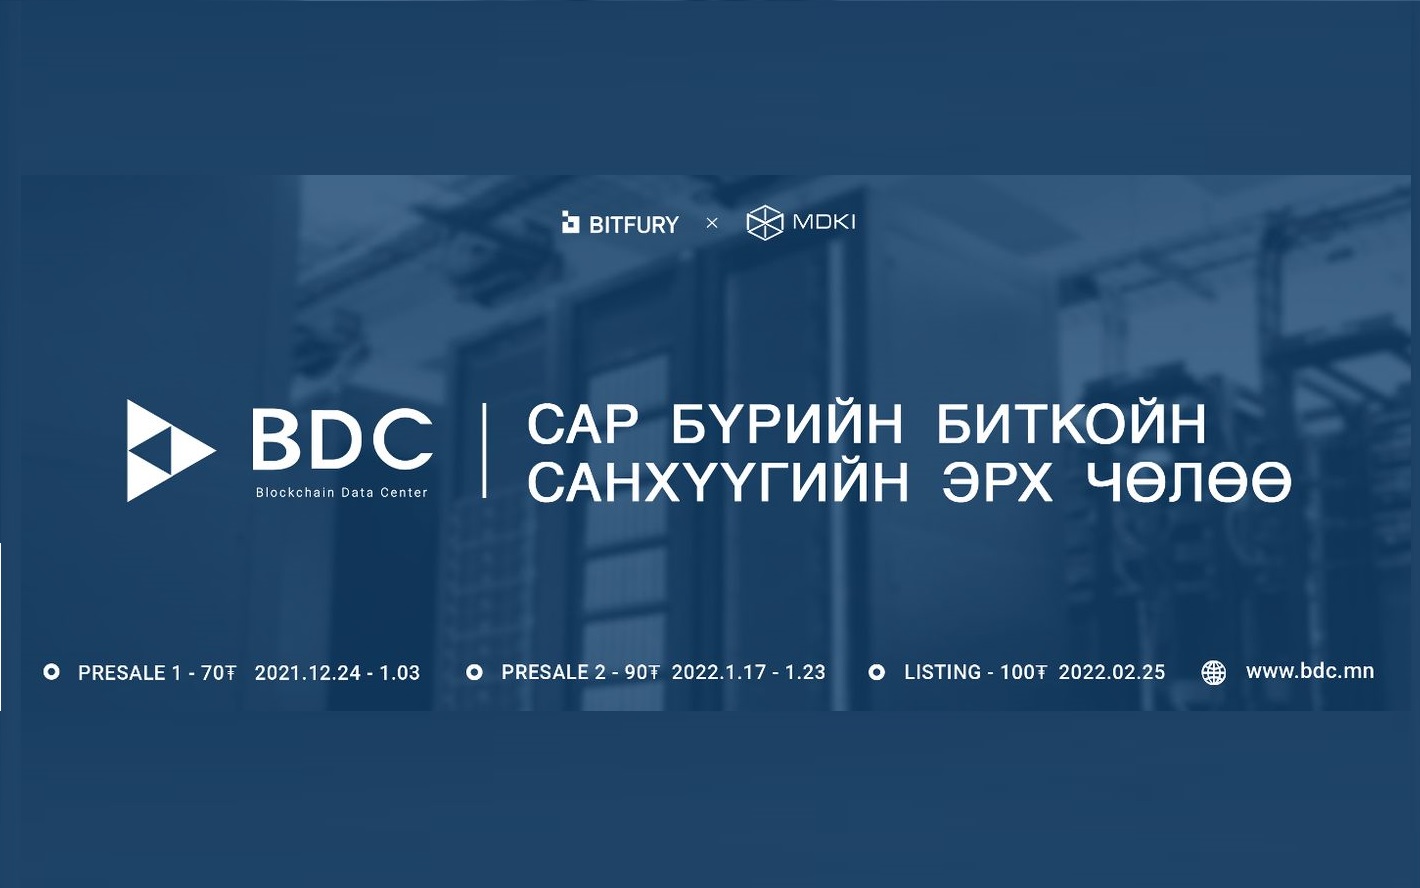 BITFURY × MDKI
BDC
Blockchain Data Center
САР БҮРИЙН БИТКОЙН
САНХҮҮГИЙН ЭРХ ЧӨЛӨӨ
PRESALE 1 - 70₮ 2021.12.24 - 1.03
PRESALE 2 - 90₮ 2022.1.17 - 1.23
LISTING - 100₮ 2022.02.25
www.bdc.mn